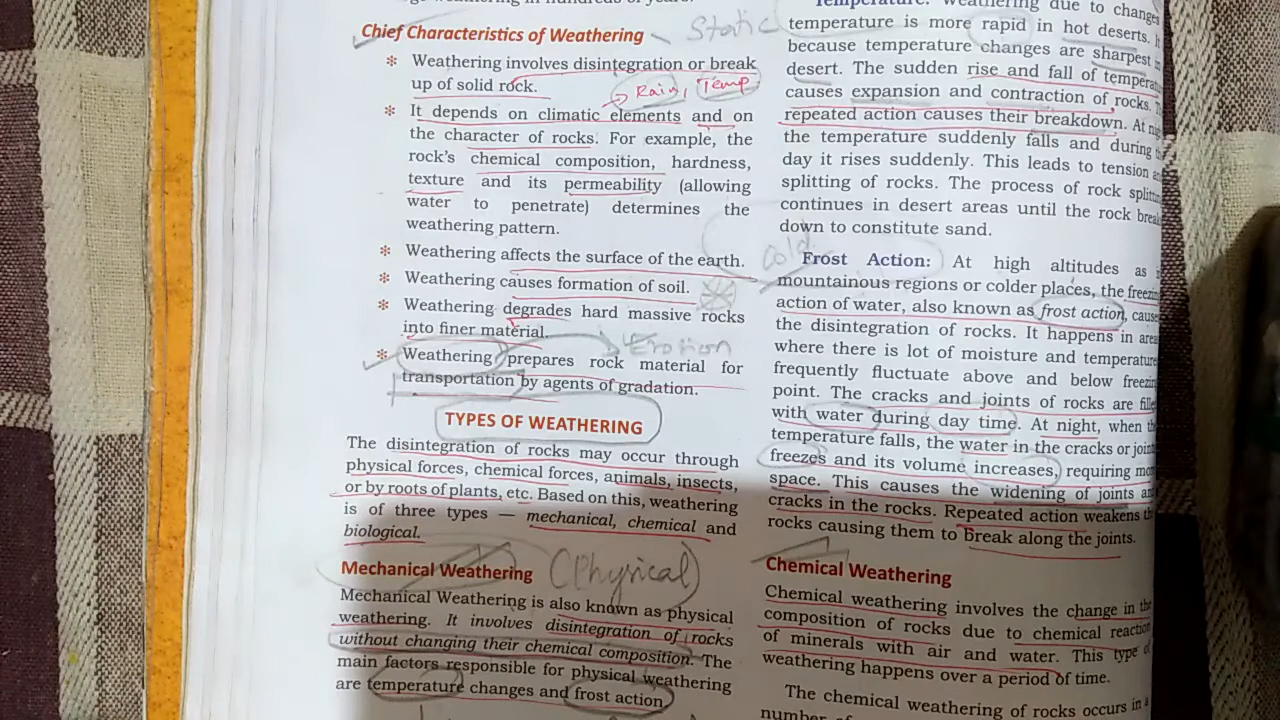 Chief Characteristics of Weathering
Static
* Weathering involves disintegration or break
up of solid rock.
Rain, Temp
* It depends on climatic elements and on
the character of rocks. For example, the
rock's chemical composition, hardness,
texture and its permeability (allowing
water to penetrate) determines the
weathering pattern.
* Weathering affects the surface of the earth.
* Weathering causes formation of soil.
* Weathering degrades hard massive rocks
into finer material.
Erotion
* Weathering prepares rock material for
transportation by agents of gradation.
TYPES OF WEATHERING
The disintegration of rocks may occur through
physical forces, chemical forces, animals, insects,
or by roots of plants, etc. Based on this, weathering
is of three types — mechanical, chemical and
biological.
Mechanical Weathering (Physical)
Mechanical Weathering is also known as physical
weathering. It involves disintegration of rocks
without changing their chemical composition. The
main factors responsible for physical weathering
are temperature changes and frost action.
Temperature: Weathering due to changes
temperature is more rapid in hot deserts.
because temperature changes are sharpest
desert. The sudden rise and fall of
causes expansion and contraction of rocks.
repeated action causes their breakdown. At
the temperature suddenly falls and during
day it rises suddenly. This leads to tension
splitting of rocks. The process of rock
continues in desert areas until the rock
down to constitute sand.
Cold
Frost Action: At high altitudes as
mountainous regions or colder places, the
action of water, also known as frost action,
the disintegration of rocks. It happens in
where there is lot of moisture and temperature
frequently fluctuate above and below
point. The cracks and joints of rocks are
with water during day time. At night, when
temperature falls, the water in the cracks or
freezes and its volume increases, requiring
space. This causes the widening of joints
cracks in the rocks. Repeated action weakens
rocks causing them to break along the joints.
Chemical Weathering
Chemical weathering involves the change in the
composition of rocks due to chemical reaction
of minerals with air and water. This type of
weathering happens over a period of time.
The chemical weathering of rocks occurs in a
number of